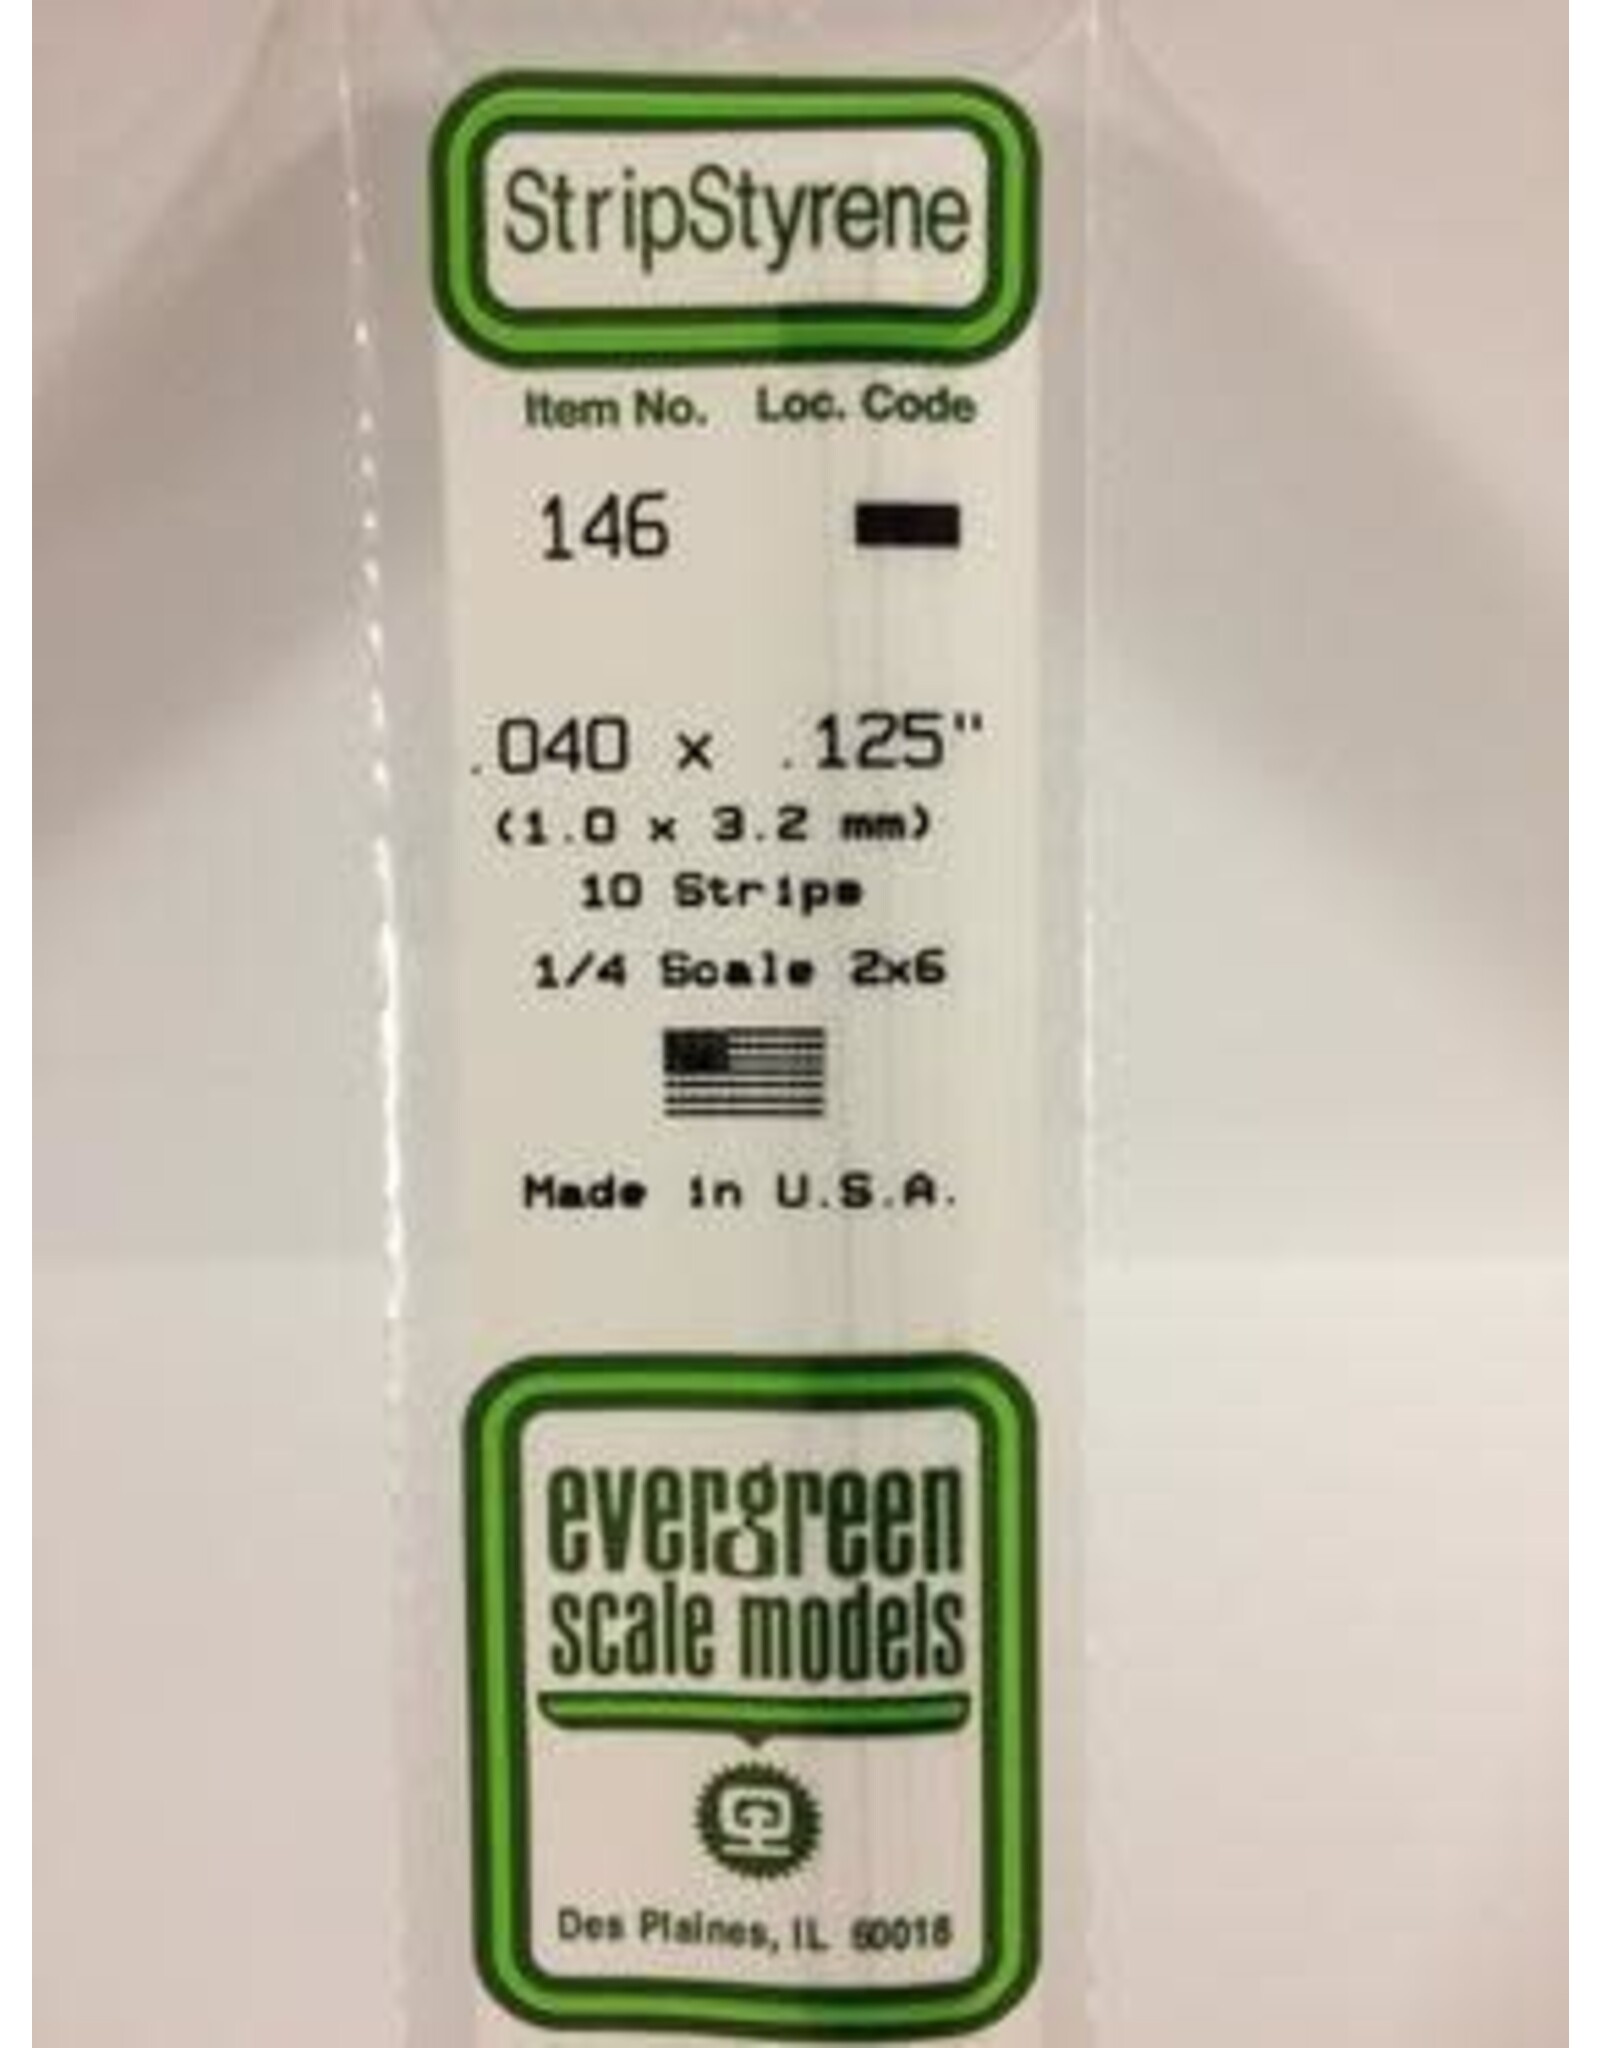 StripStyrene
Item No. Loc. Code
146
.040 x .125"
(1.0 x 3.2 mm)
10 Strips
1/4 Scale 2x6
Made in U.S.A.
evergreen
scale models
Des Plaines, IL 60018